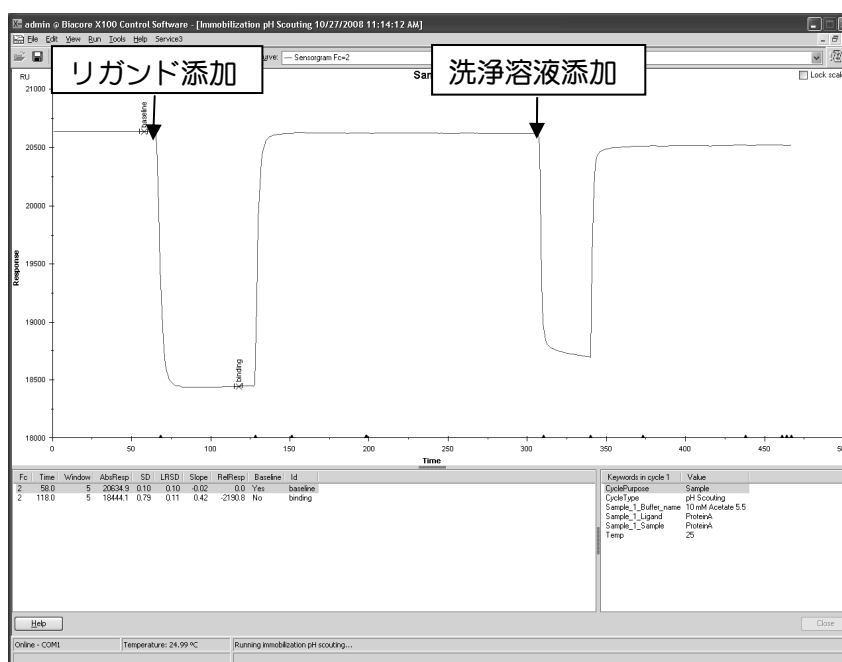 admin @ Biacore X100 Control Software - [Immobilization pH Scouting 10/27/2008 11:14:12 AM]
File Edit View Run Tools Help Service3
リガンド添加
洗浄溶液添加
— Sensorgram Fc=2
RU
Lock scale
21000
20500
20000
19500
19000
18500
18000
Response
baseline
binding
0 50 100 150 200 250 300 350 400 450
Time
Fc Time Window AbsResp SD LRSD Slope RelResp Baseline Id
2 58.0 5 20634.9 0.10 0.10 -0.02 0.0 Yes baseline
2 118.0 5 18444.1 0.79 0.11 0.42 -2190.8 No binding
Keywords in cycle 1 Value
CyclePurpose Sample
CycleType pH Scouting
Sample_1_Buffer_name 10 mM Acetate 5.5
Sample_1_Ligand ProteinA
Sample_1_Sample ProteinA
Temp 25
Help
Close
Online - COM1 Temperature: 24.99 ºC Running immobilization pH scouting...